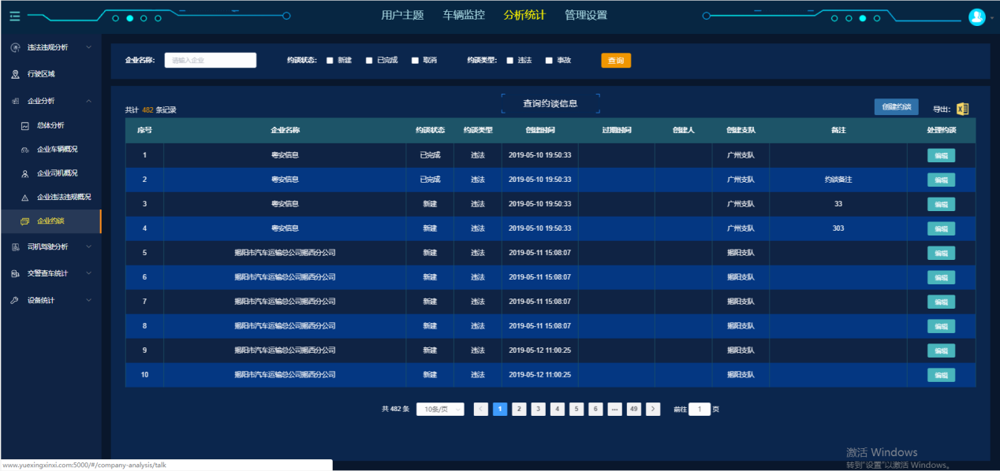 用户主题 车辆监控 分析统计 管理设置
违法违规分析
行驶区域
企业分析
总体分析
企业车辆概况
企业司机概况
企业违法违规概况
企业约谈
司机驾驶分析
交警查车统计
设备统计
企业名称: 请输入企业 约谈状态: 新建 已完成 取消 约谈类型: 违法 事故 查询
查询约谈信息
共计 482 条记录 创建约谈 导出:
序号 企业名称 约谈状态 约谈类型 创建时间 过期时间 创建人 创建支队 备注 处理约谈
1 粤安信息 已完成 违法 2019-05-10 19:50:33 广州支队 编辑
2 粤安信息 已完成 违法 2019-05-10 19:50:33 广州支队 约谈备注 编辑
3 粤安信息 新建 违法 2019-05-10 19:50:33 广州支队 33 编辑
4 粤安信息 新建 违法 2019-05-10 19:50:33 广州支队 303 编辑
5 揭阳市汽车运输总公司揭西分公司 新建 违法 2019-05-11 15:08:07 揭阳支队 编辑
6 揭阳市汽车运输总公司揭西分公司 新建 违法 2019-05-11 15:08:07 揭阳支队 编辑
7 揭阳市汽车运输总公司揭西分公司 新建 违法 2019-05-11 15:08:07 揭阳支队 编辑
8 揭阳市汽车运输总公司揭西分公司 新建 违法 2019-05-11 15:08:07 揭阳支队 编辑
9 揭阳市汽车运输总公司揭西分公司 新建 违法 2019-05-12 11:00:25 揭阳支队 编辑
10 揭阳市汽车运输总公司揭西分公司 新建 违法 2019-05-12 11:00:25 揭阳支队 编辑
共 482 条 10条/页 < 1 2 3 4 5 6 ... 49 > 前往 1 页
激活 Windows
转到"设置"以激活 Windows。
www.yuexingxinxi.com:5000/#/company-analysis/talk